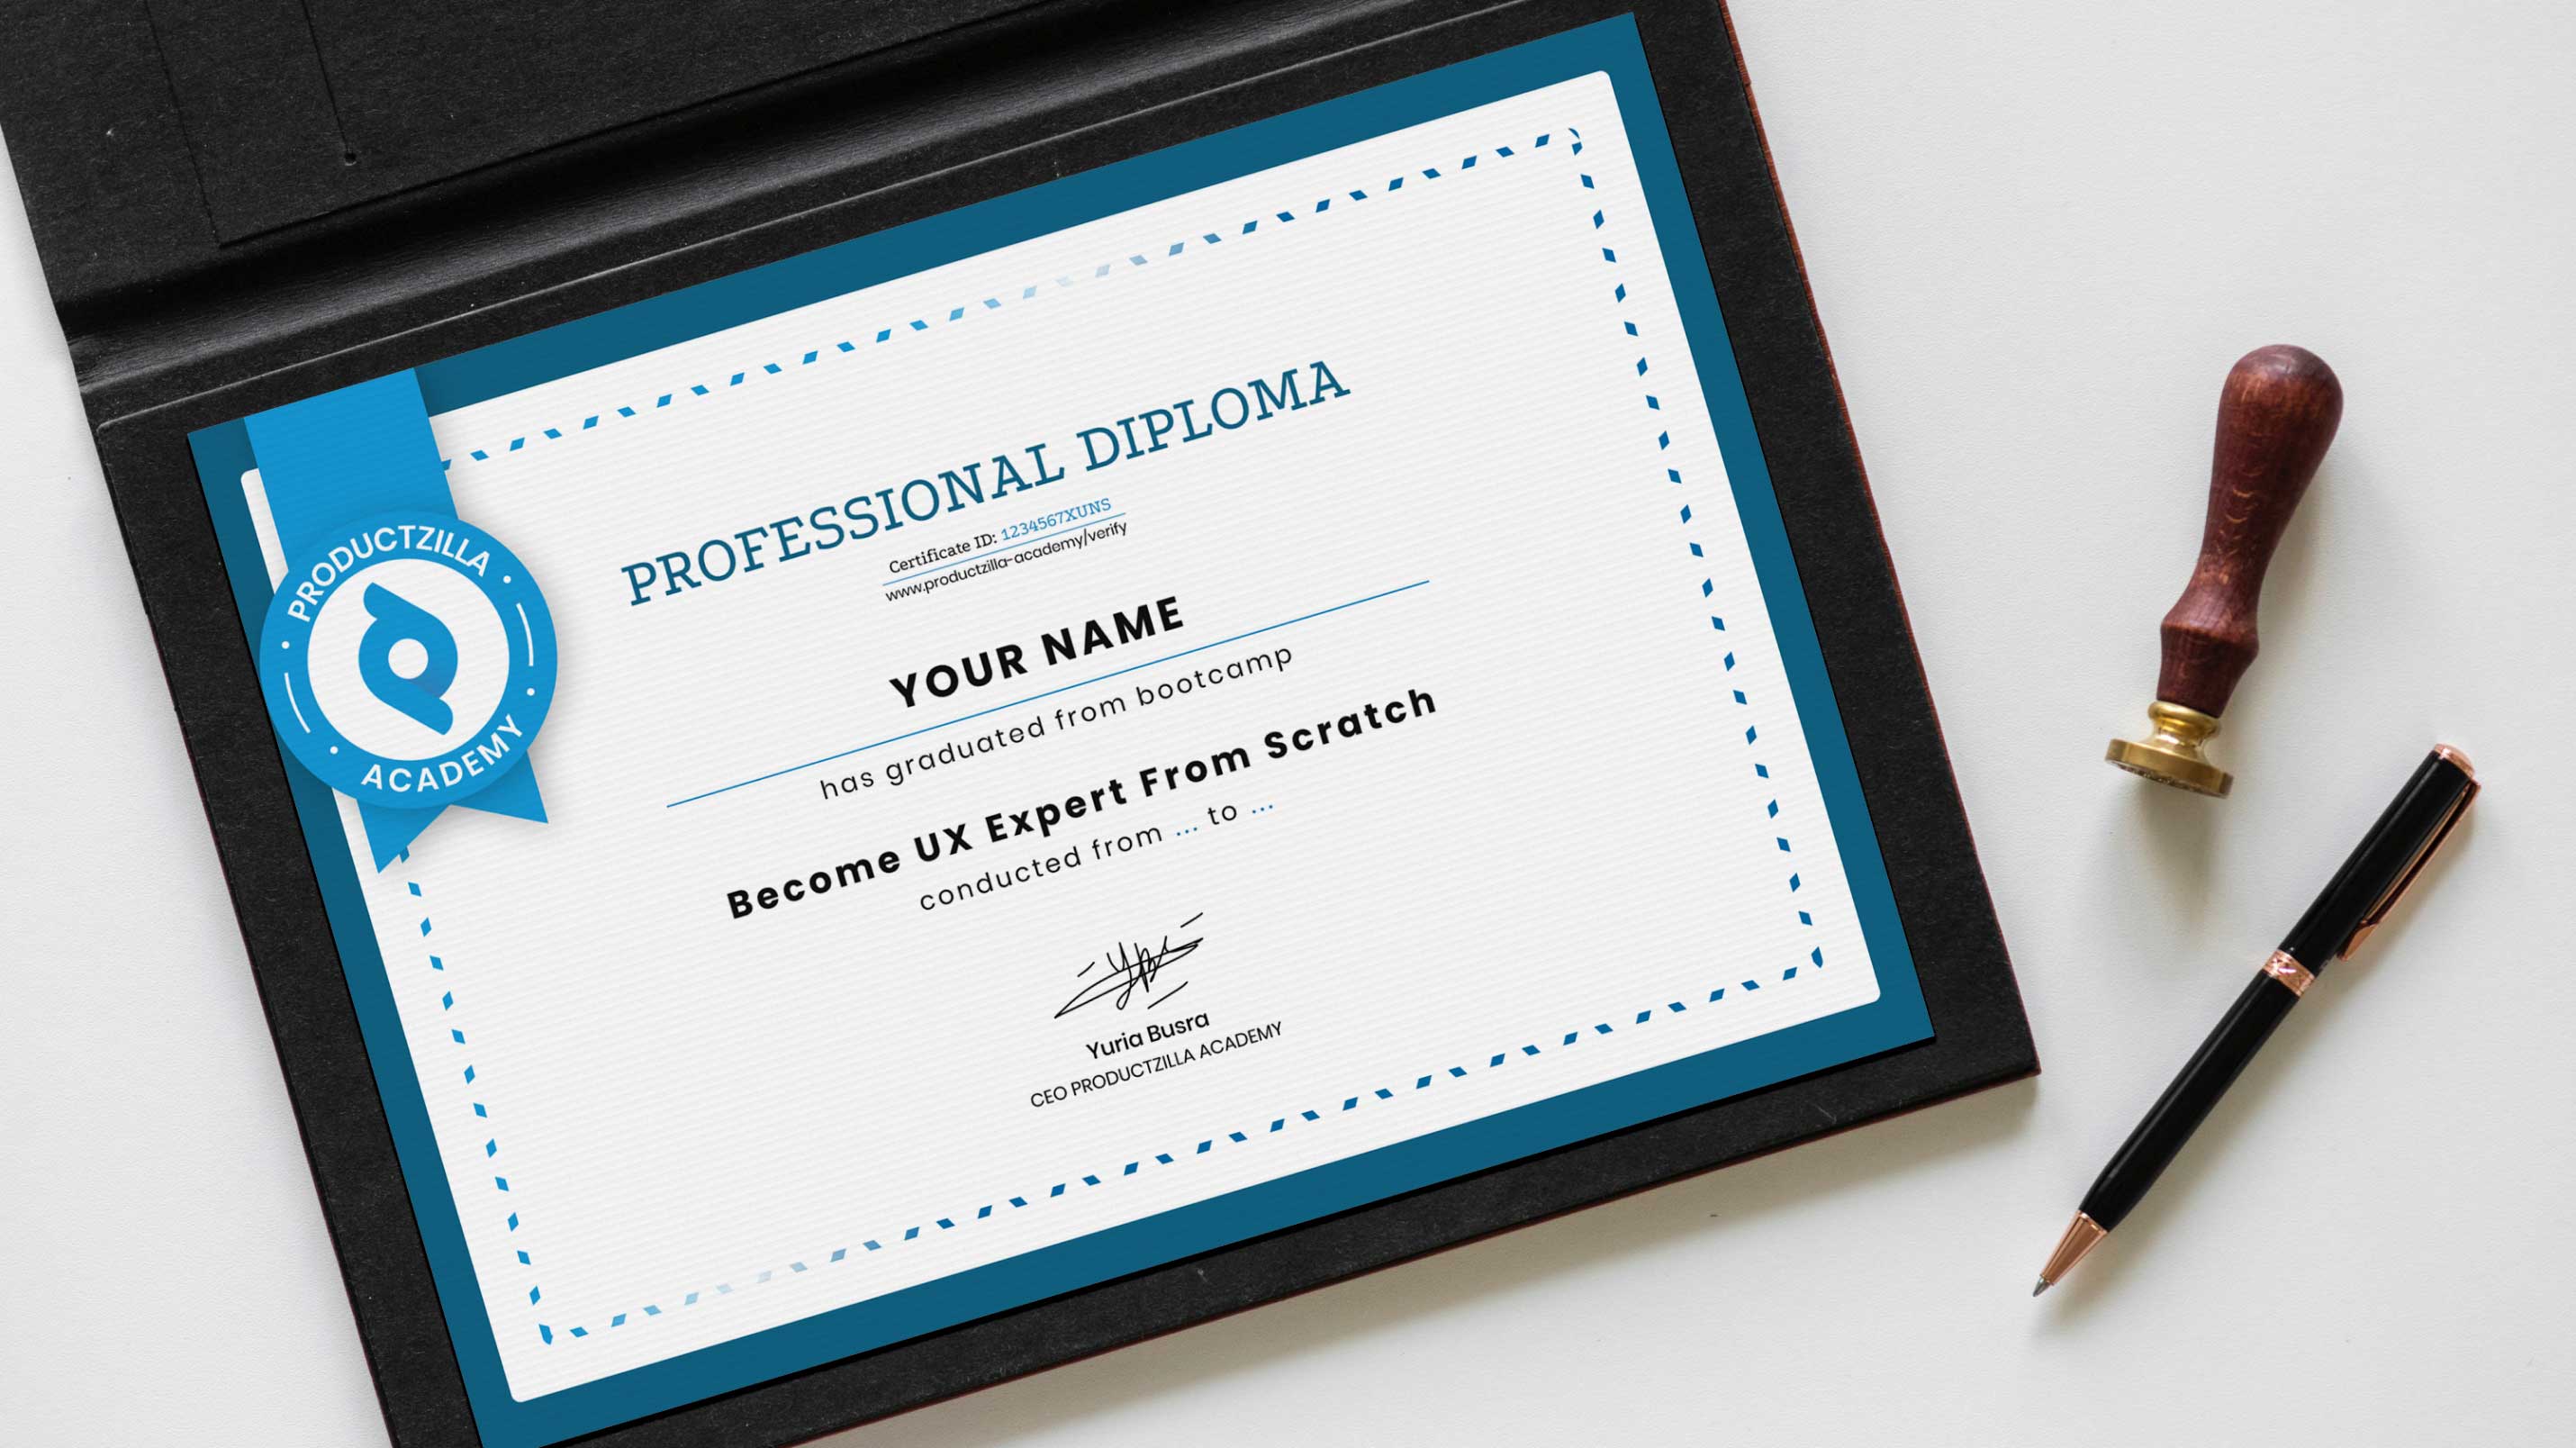 PRODUCTZILLA
ACADEMY
PROFESSIONAL DIPLOMA
Certificate ID: 1234567XUNS
www.productzilla-academy/verify
YOUR NAME
has graduated from bootcamp
Become UX Expert From Scratch
conducted from ... to ...
Yuria Busra
CEO PRODUCTZILLA ACADEMY